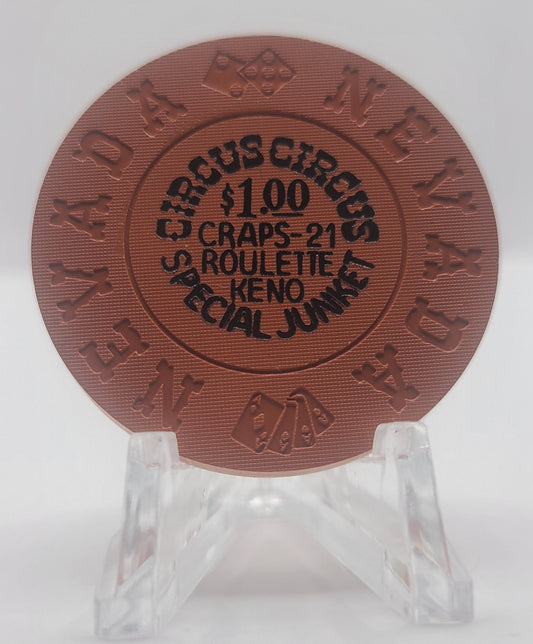 NEVADA
NEVADA
CIRCUS CIRCUS
$1.00
CRAPS-21
ROULETTE
KENO
SPECIAL JUNKET